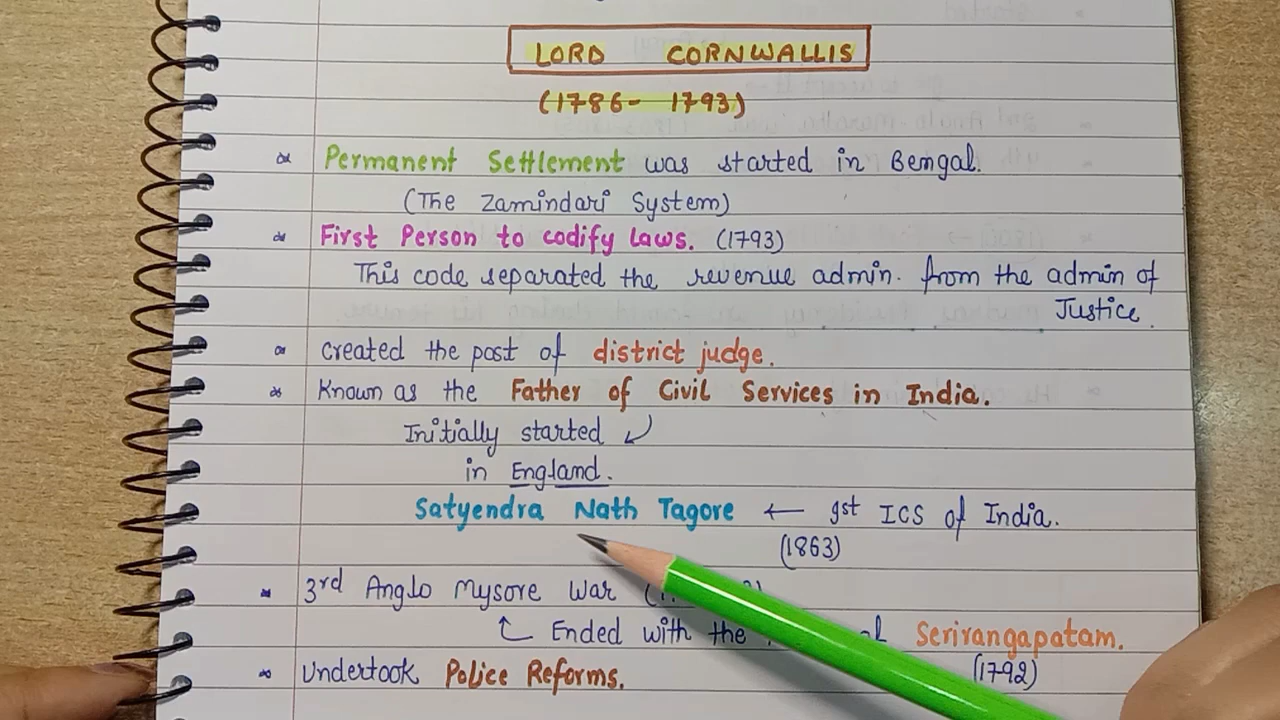 LORD CORNWALLIS
(1786- 1793)
Permanent Settlement was started in Bengal.
(The Zamindari System)
First Person to codify laws. (1793)
This code separated the revenue admin. from the admin of
Justice.
created the post of district judge.
Known as the Father of Civil Services in India.
Initially started
in England.
Satyendra Nath Tagore ← 1st ICS of India.
(1863)
3rd Anglo Mysore War
Ended with the Serirangapatam.
(1792)
Undertook Police Reforms.